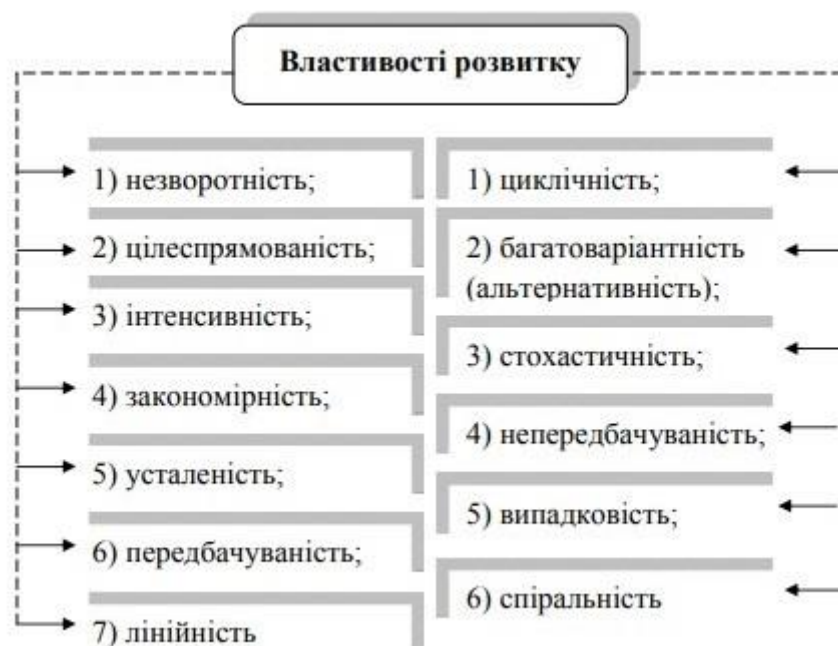 Властивості розвитку
1) незворотність;
2) цілеспрямованість;
3) інтенсивність;
4) закономірність;
5) усталеність;
6) передбачуваність;
7) лінійність
1) циклічність;
2) багатоваріантність
(альтернативність);
3) стохастичність;
4) непередбачуваність;
5) випадковість;
6) спіральність